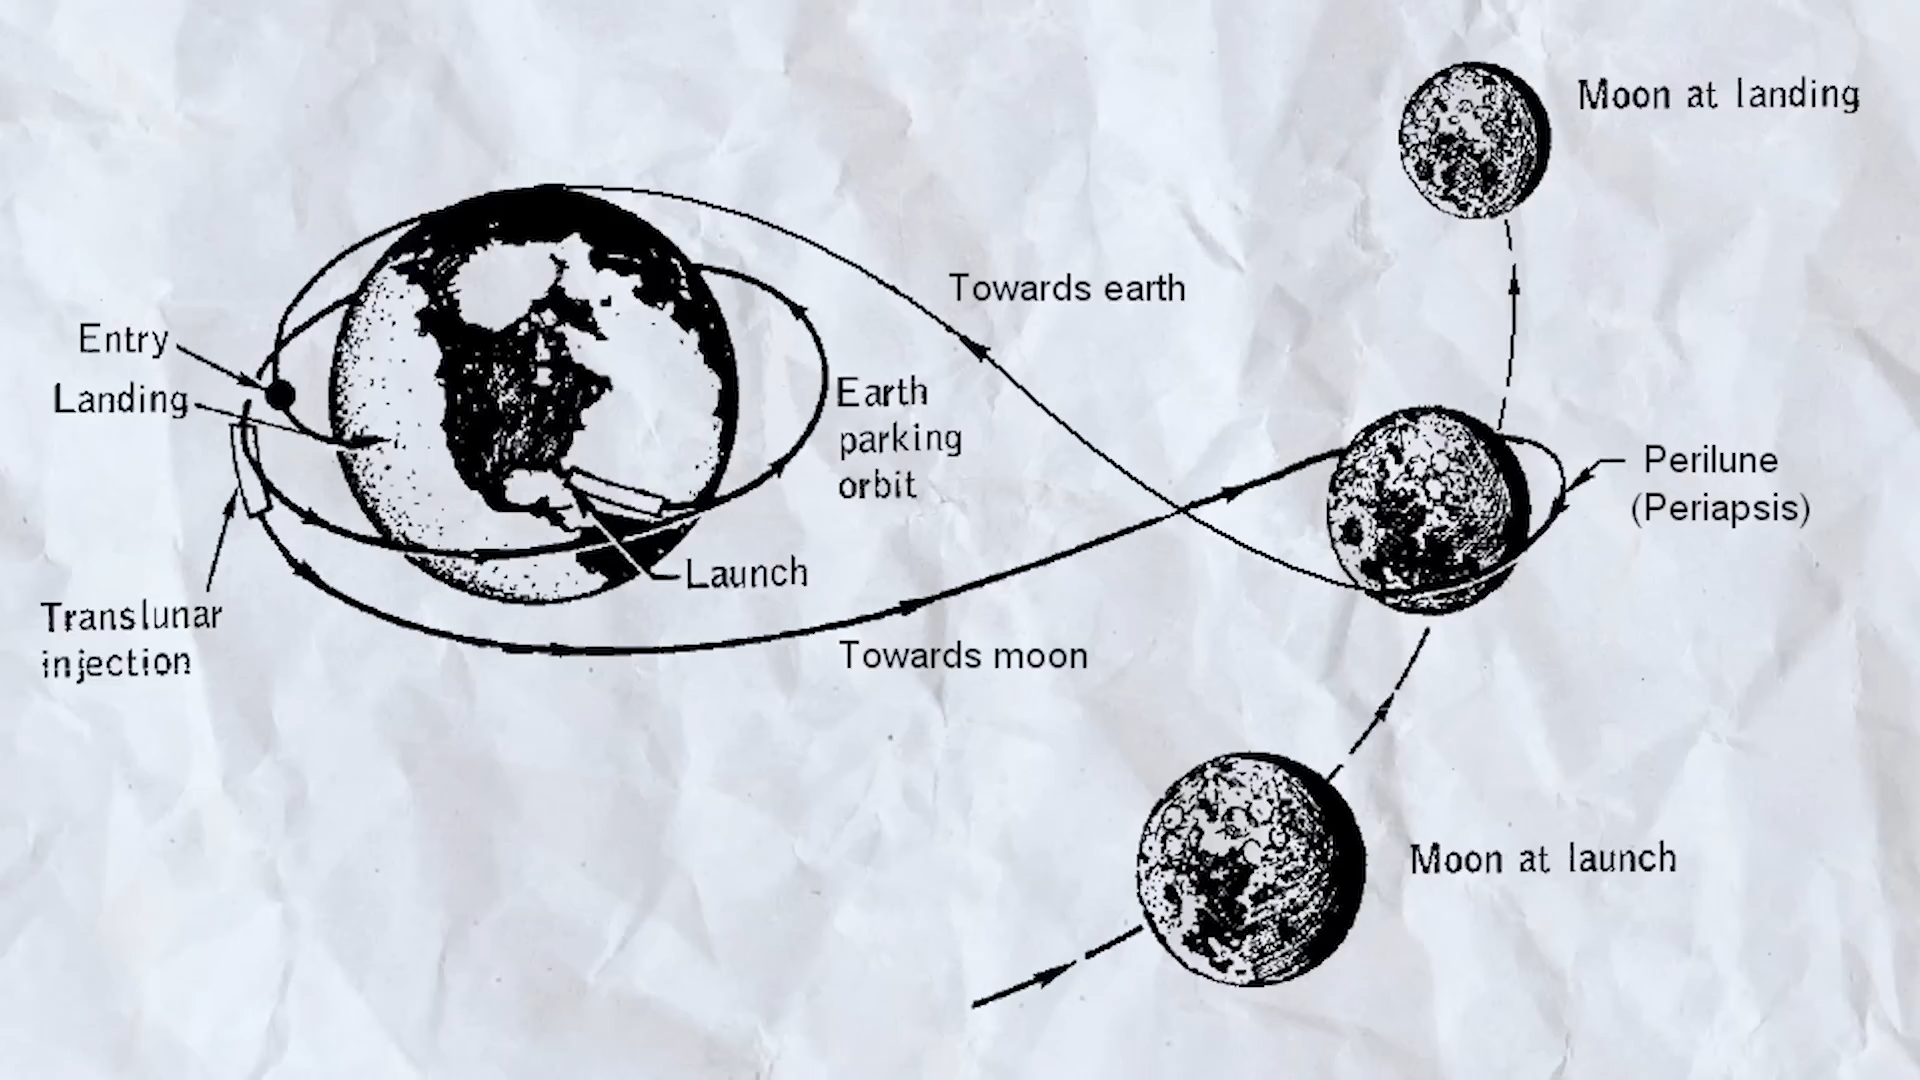 Moon at landing
Towards earth
Entry
Landing
Earth
parking
orbit
Perilune
(Periapsis)
Launch
Translunar
injection
Towards moon
Moon at launch